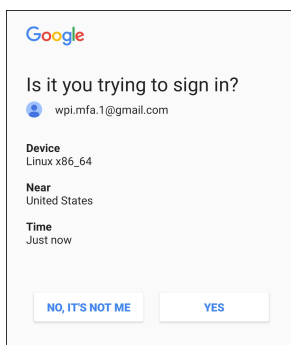 Google
Is it you trying to sign in?
wpi.mfa.1@gmail.com
Device
Linux x86_64
Near
United States
Time
Just now
NO, IT'S NOT ME
YES